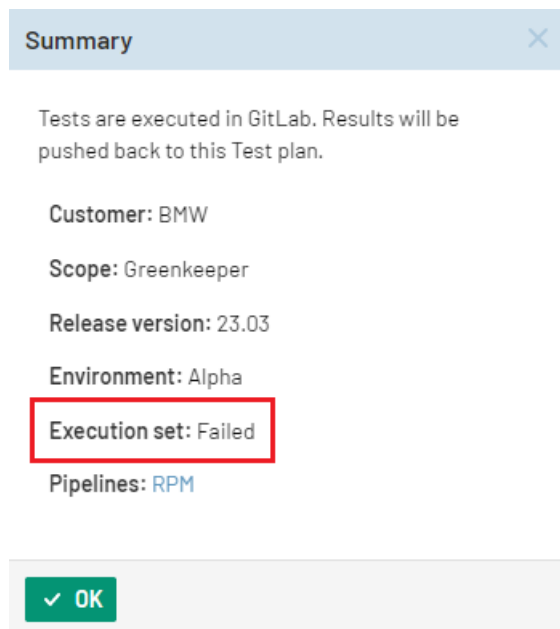 Summary
Tests are executed in GitLab. Results will be
pushed back to this Test plan.
Customer: BMW
Scope: Greenkeeper
Release version: 23.03
Environment: Alpha
Execution set: Failed
Pipelines: RPM
OK